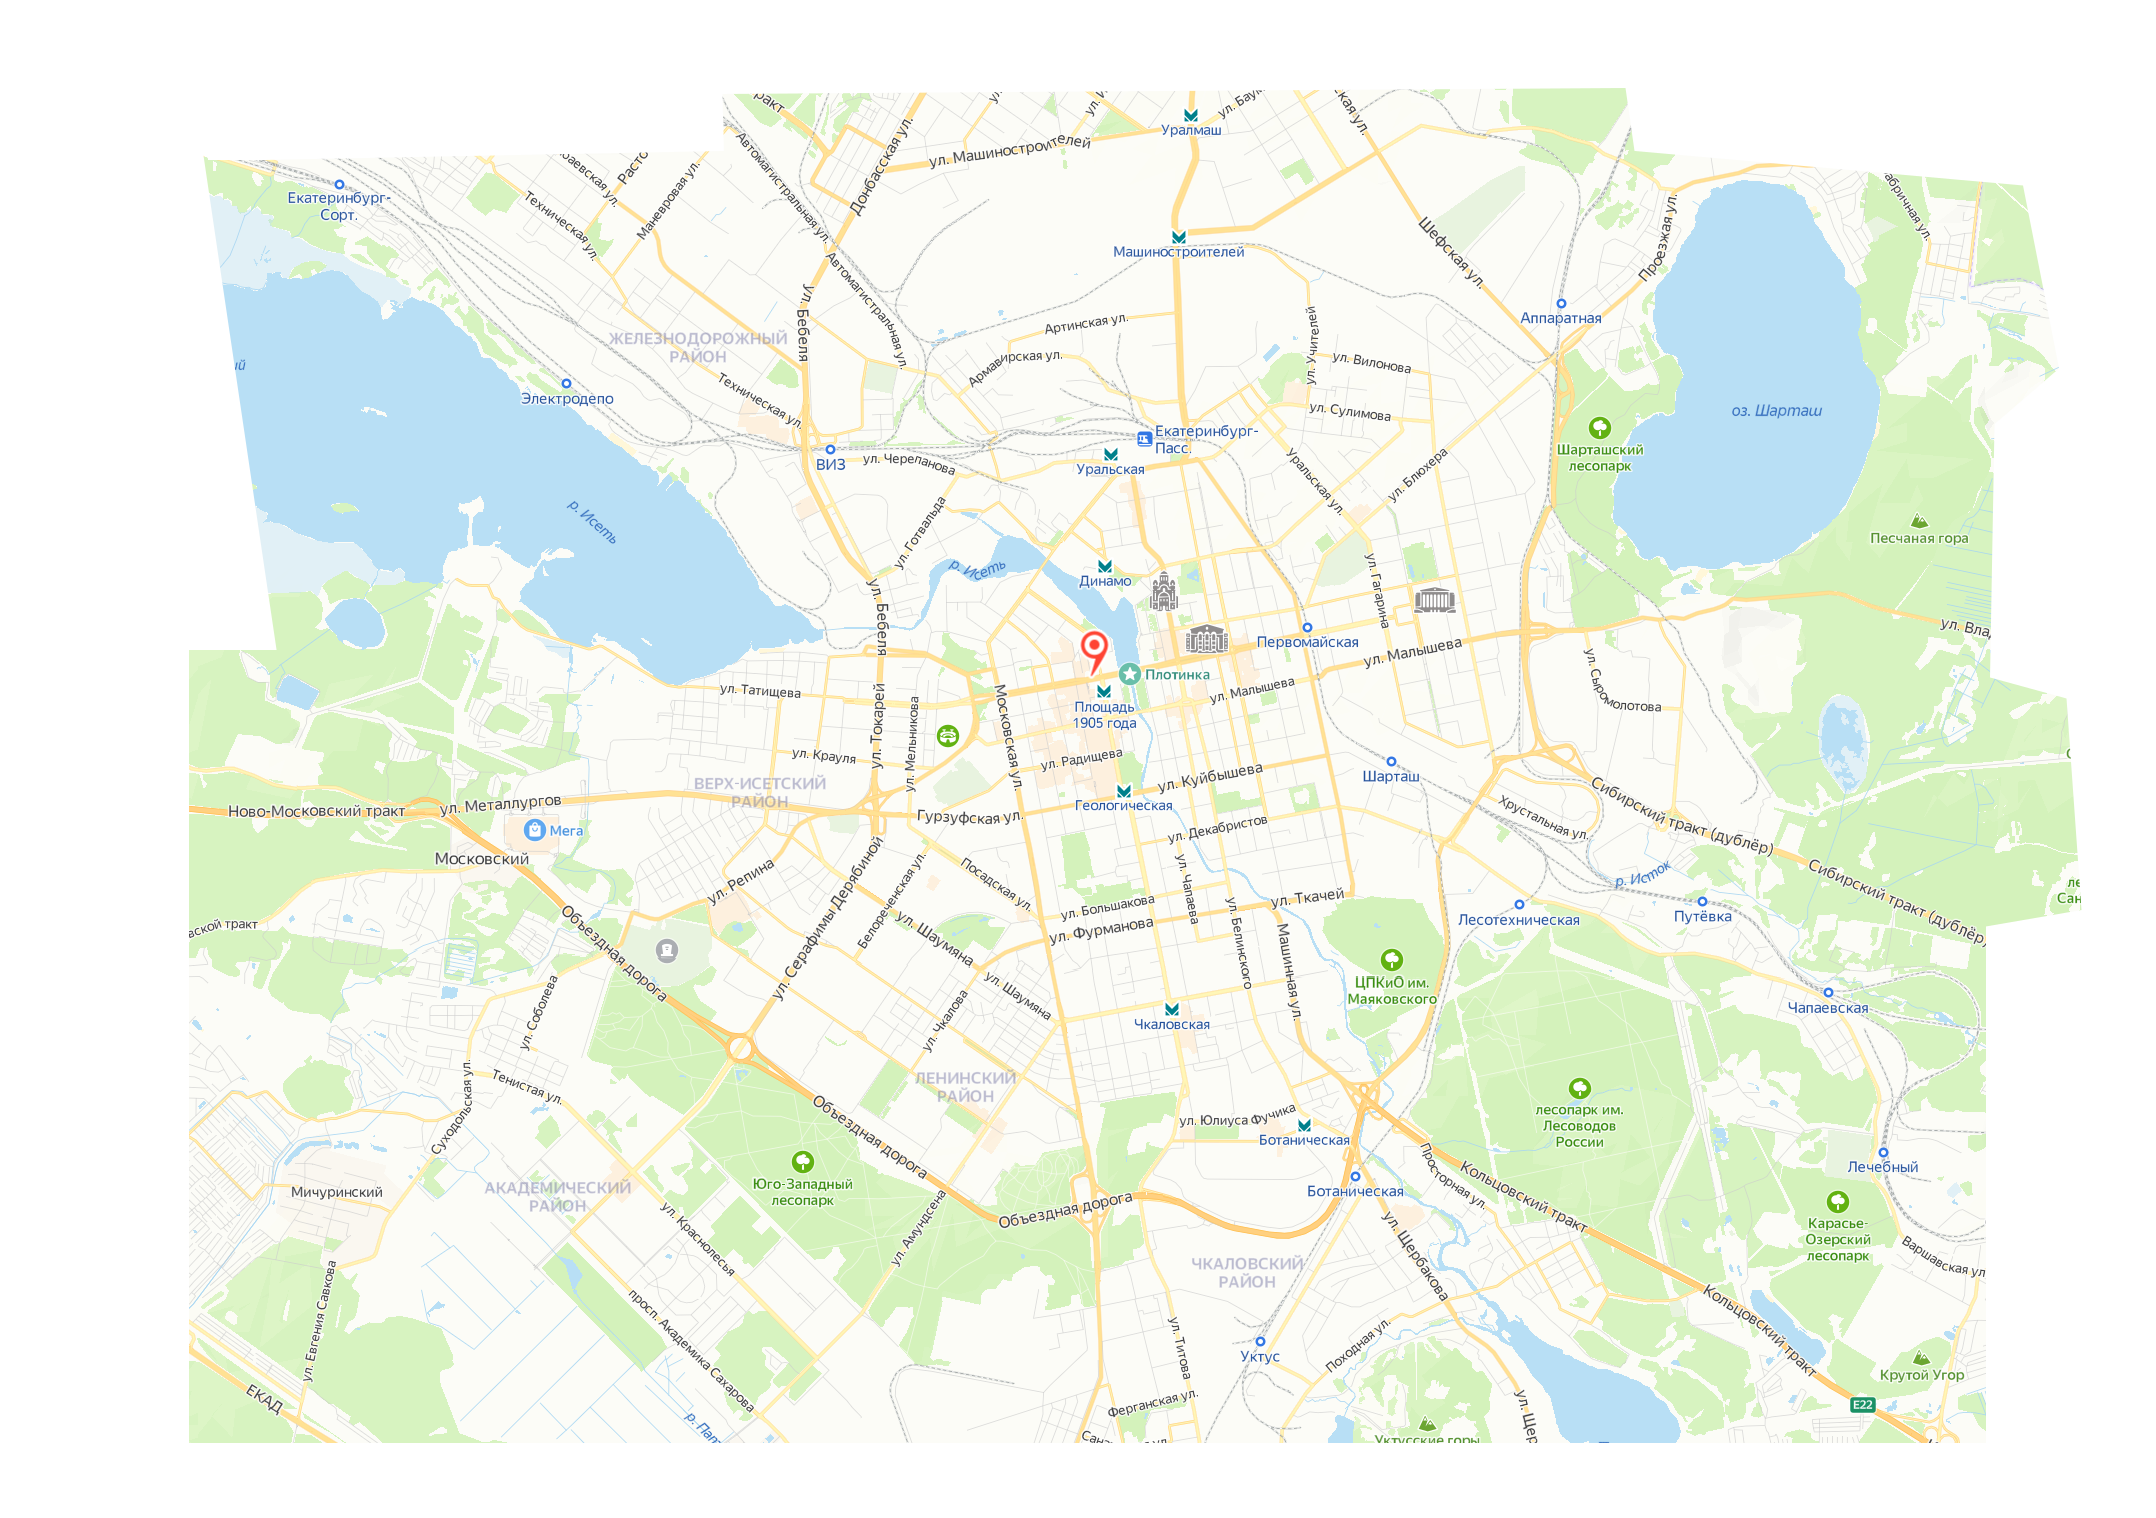 Уралмаш
ул. Машиностроителей
Донбасская ул.
Автомагистральная ул.
Маневровая ул.
Техническая ул.
Екатеринбург-
Сорт.
Машиностроителей
Шефская ул.
Проезжая ул.
Аппаратная
ул. Бебеля
Автомагистральная ул.
Артинская ул.
Армавирская ул.
ул. Учителей
ул. Вилонова
ул. Сулимова
ЖЕЛЕЗНОДОРОЖНЫЙ
РАЙОН
Электродепо
Техническая ул.
оз. Шарташ
Шарташский
лесопарк
Екатеринбург-
Пасс.
ВИЗ
ул. Черепанова
Уральская
Уральская ул.
ул. Блюхера
р. Исеть
ул. Готвальда
Песчаная гора
р. Исеть
Динамо
ул. Гагарина
ул. Бебеля
Первомайская
ул. Малышева
Плотинка
ул. Татищева
ул. Малышева
ул. Сыромолотова
Площадь
1905 года
Московская ул.
ул. Токарей
ул. Мельникова
ул. Крауля
ул. Радищева
ул. Куйбышева
Шарташ
ВЕРХ-ИСЕТСКИЙ
РАЙОН
Геологическая
Ново-Московский тракт
ул. Металлургов
Мега
Московский
Гурзуфская ул.
ул. Декабристов
Хрустальная ул.
Сибирский тракт (дублёр)
Сибирский тракт (дублёр)
р. Исток
ул. Репина
ул. Серафимы Дерябиной
Белореченская ул.
Посадская ул.
ул. Чапаева
ул. Большакова
ул. Фурманова
ул. Ткачей
ул. Белинского
Машинная ул.
Лесотехническая
Путёвка
Чапаевская
Объездная дорога
ул. Шаумяна
ул. Шаумяна
ул. Чкалова
ул. Соболева
ЦПКиО им.
Маяковского
Чкаловская
Тенистая ул.
Суходольская ул.
ЛЕНИНСКИЙ
РАЙОН
Объездная дорога
лесопарк им.
Лесоводов
России
ул. Юлиуса Фучика
Ботаническая
Ботаническая
Лечебный
Просторная ул.
Кольцовский тракт
Мичуринский
АКАДЕМИЧЕСКИЙ
РАЙОН
Юго-Западный
лесопарк
Объездная дорога
ул. Амундсена
ул. Краснолесья
Карасье-
Озерский
лесопарк
Варшавская ул
ЧКАЛОВСКИЙ
РАЙОН
ул. Щербакова
Кольцовский тракт
ул. Евгения Савкова
просп. Академика Сахарова
ул. Титова
Уктус
Походная ул.
Крутой Угор
ЕКАД
Ферганская ул.
E22
Уктусские горы